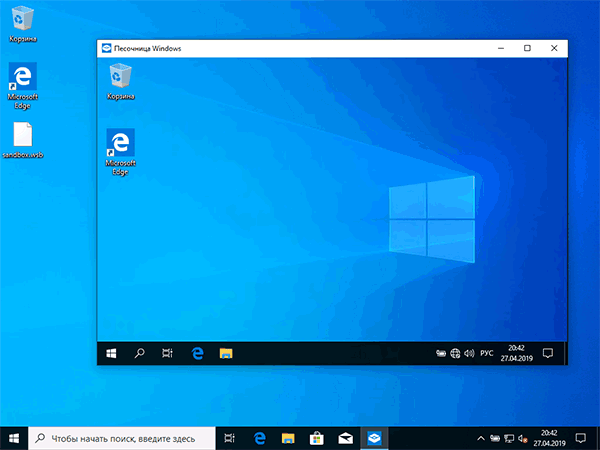 Корзина
Microsoft
Edge
sandbox.wsb
Песочница Windows
Корзина
Microsoft
Edge
РУС
20:42
27.04.2019
Чтобы начать поиск, введите здесь
20:42
27.04.2019